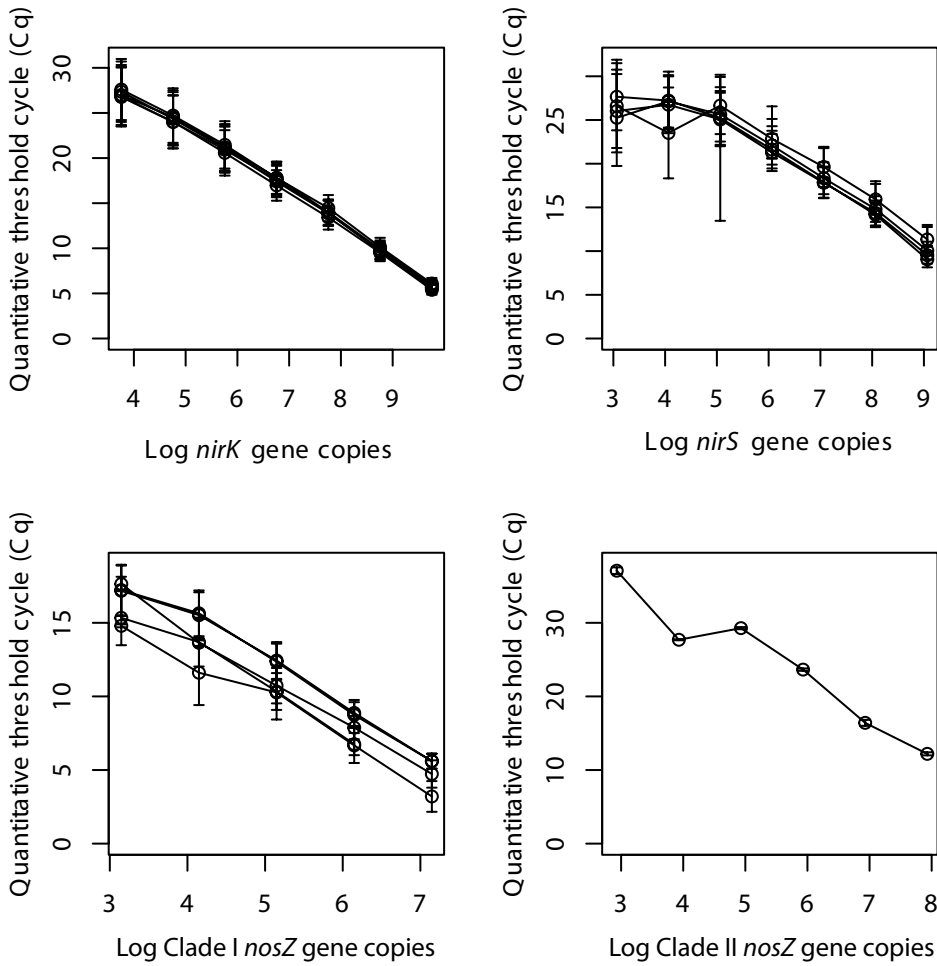 Quantitative threshold cycle (Cq)
0 5 10 20 30
4 5 6 7 8 9
Log nirK gene copies
Quantitative threshold cycle (Cq)
0 5 15 25
3 4 5 6 7 8 9
Log nirS gene copies
Quantitative threshold cycle (Cq)
0 5 10 15
3 4 5 6 7
Log Clade I nosZ gene copies
Quantitative threshold cycle (Cq)
0 10 20 30
3 4 5 6 7 8
Log Clade II nosZ gene copies